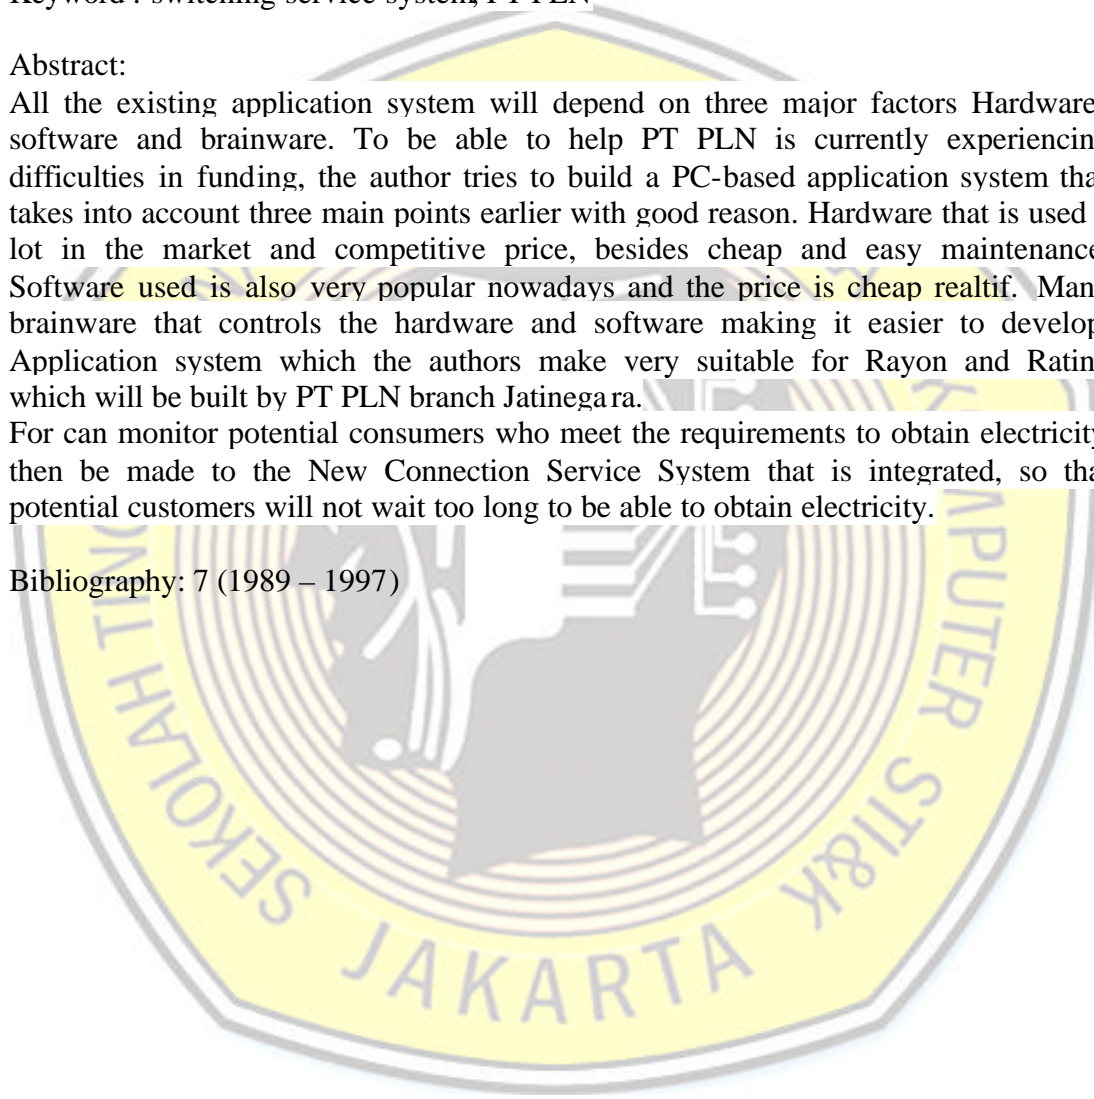 Keyword : switching service system, PT PLN
Abstract:
All the existing application system will depend on three major factors Hardware
software and brainware. To be able to help PT PLN is currently experiencin
difficulties in funding, the author tries to build a PC-based application system tha
takes into account three main points earlier with good reason. Hardware that is used
lot in the market and competitive price, besides cheap and easy maintenance
Software used is also very popular nowadays and the price is cheap realtif. Man
brainware that controls the hardware and software making it easier to develop
Application system which the authors make very suitable for Rayon and Ratin
which will be built by PT PLN branch Jatinegara.
For can monitor potential consumers who meet the requirements to obtain electricity
then be made to the New Connection Service System that is integrated, so tha
potential customers will not wait too long to be able to obtain electricity.
Bibliography: 7 (1989 – 1997)
SEKOLAH TING
JAKARTA
STI&K
MPUTER